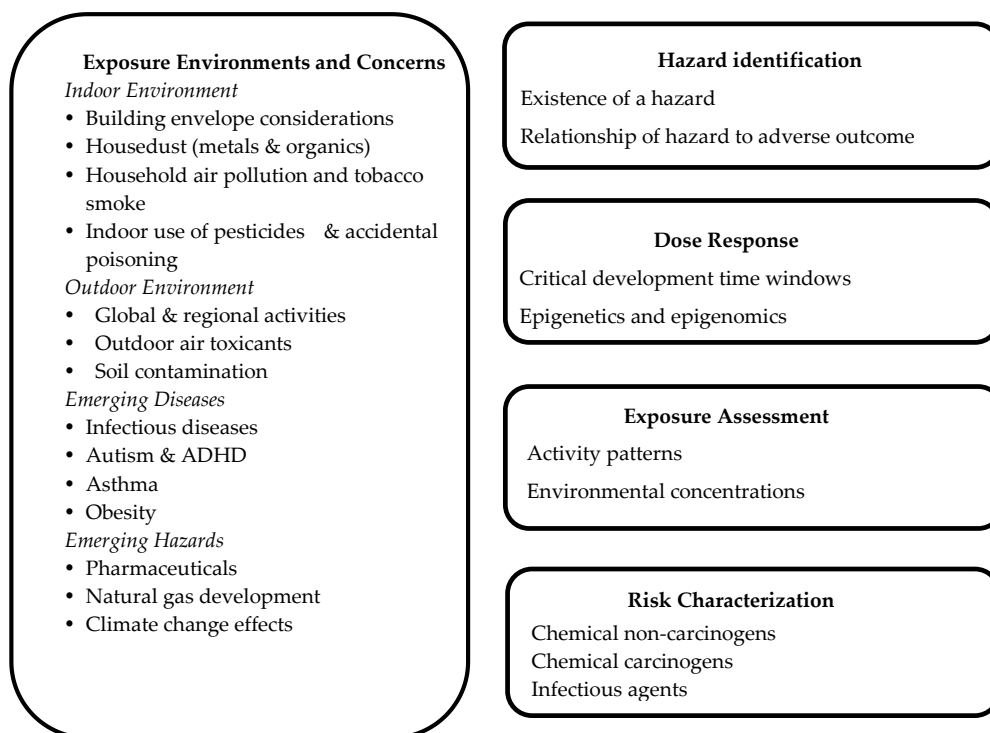 Exposure Environments and Concerns
Indoor Environment
• Building envelope considerations
• Housedust (metals & organics)
• Household air pollution and tobacco
smoke
• Indoor use of pesticides & accidental
poisoning
Outdoor Environment
• Global & regional activities
• Outdoor air toxicants
• Soil contamination
Emerging Diseases
• Infectious diseases
• Autism & ADHD
• Asthma
• Obesity
Emerging Hazards
• Pharmaceuticals
• Natural gas development
• Climate change effects
Hazard identification
Existence of a hazard
Relationship of hazard to adverse outcome
Dose Response
Critical development time windows
Epigenetics and epigenomics
Exposure Assessment
Activity patterns
Environmental concentrations
Risk Characterization
Chemical non-carcinogens
Chemical carcinogens
Infectious agents